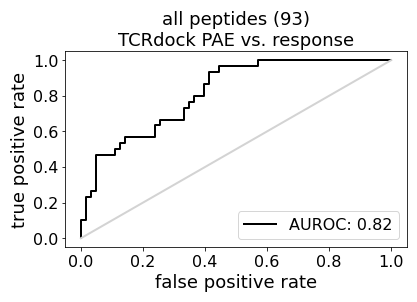 all peptides (93)
TCRdock PAE vs. response
1.0
0.8
0.6
0.4
0.2
0.0
true positive rate
AUROC: 0.82
0.0 0.2 0.4 0.6 0.8 1.0
false positive rate